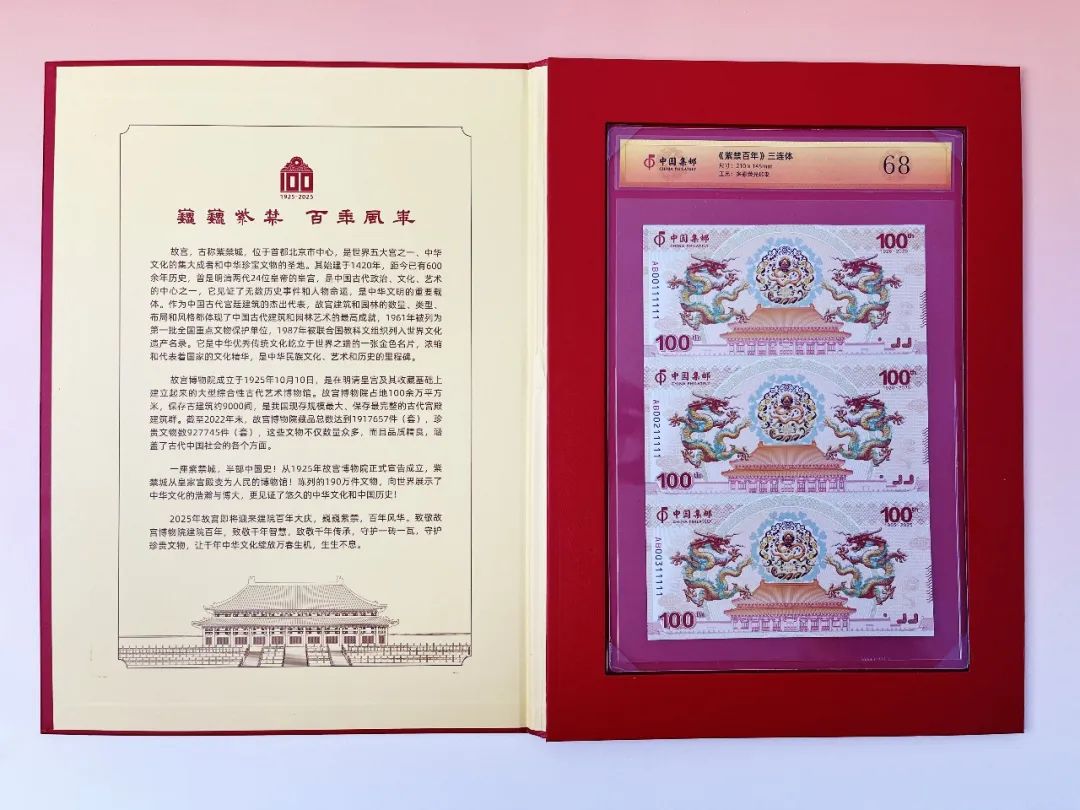 100
1925-2025
巍巍紫禁 百年风华
故宫，古称紫禁城，位于首都北京市中心，是世界五大宫之一、中华
文化的集大成者和中华珍宝文物的圣地。其始建于1420年，距今已有600
余年历史，曾是明清两代24位皇帝的皇宫，是中国古代政治、文化、艺术
的中心之一，它见证了无数历史事件和人物命运，是中华文明的重要载
体。作为中国古代宫廷建筑的杰出代表，故宫建筑和园林的数量、类型、
布局和风格都体现了中国古代建筑和园林艺术的最高成就，1961年被列为
第一批全国重点文物保护单位，1987年被联合国教科文组织列入世界文化
遗产名录。它是中华优秀传统文化屹立于世界之端的一张金色名片，浓缩
和代表着国家的文化精华，是中华民族文化、艺术和历史的里程碑。
故宫博物院成立于1925年10月10日，是在明清皇宫及其收藏基础上
建立起来的大型综合性古代艺术博物馆。故宫博物院占地100余万平方
米，保存古建筑约9000间，是我国现存规模最大、保存最完整的古代宫殿
建筑群。截至2022年末，故宫博物院藏品总数达到1917657件（套），珍
贵文物数927745件（套），这些文物不仅数量众多，而且品质精良，涵
盖了古代中国社会的各个方面。
一座紫禁城，半部中国史！从1925年故宫博物院正式宣告成立，紫
禁城从皇家宫殿变为人民的博物馆！陈列的190万件文物，向世界展示了
中华文化的浩瀚与博大，更见证了悠久的中华文化和中国历史！
2025年故宫即将迎来建院百年大庆，巍巍紫禁，百年风华。致敬故
宫博物院建院百年，致敬千年智慧，致敬千年传承，守护一砖一瓦，守护
珍贵文物，让千年中华文化绽放万春生机，生生不息。
中国集邮
CHINA PHILATELY
《紫禁百年》三连体
尺寸：210 x 145mm
68
中国集邮
CHINA PHILATELY
100th
1925-2025
AB00111111
100th
中国集邮
CHINA PHILATELY
100th
1925-2025
AB00211111
100th
中国集邮
CHINA PHILATELY
100th
1925-2025
AB00311111
100th